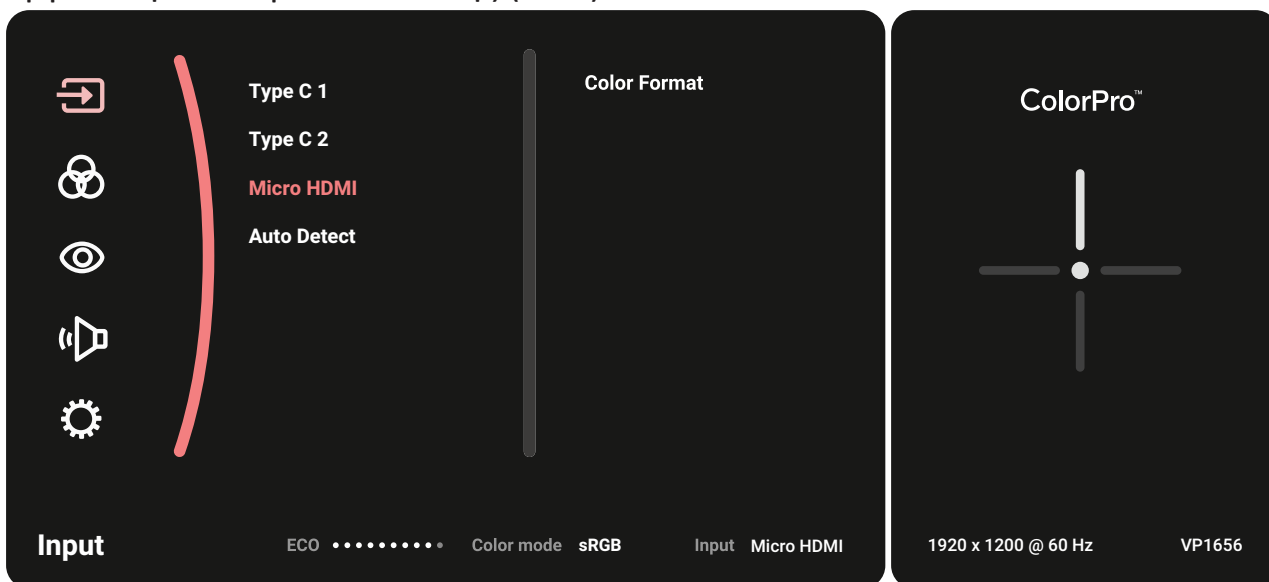 Type C 1
Type C 2
Micro HDMI
Auto Detect
Color Format
Input
ECO
Color mode sRGB
Input Micro HDMI
ColorPro™
1920 x 1200 @ 60 Hz
VP1656